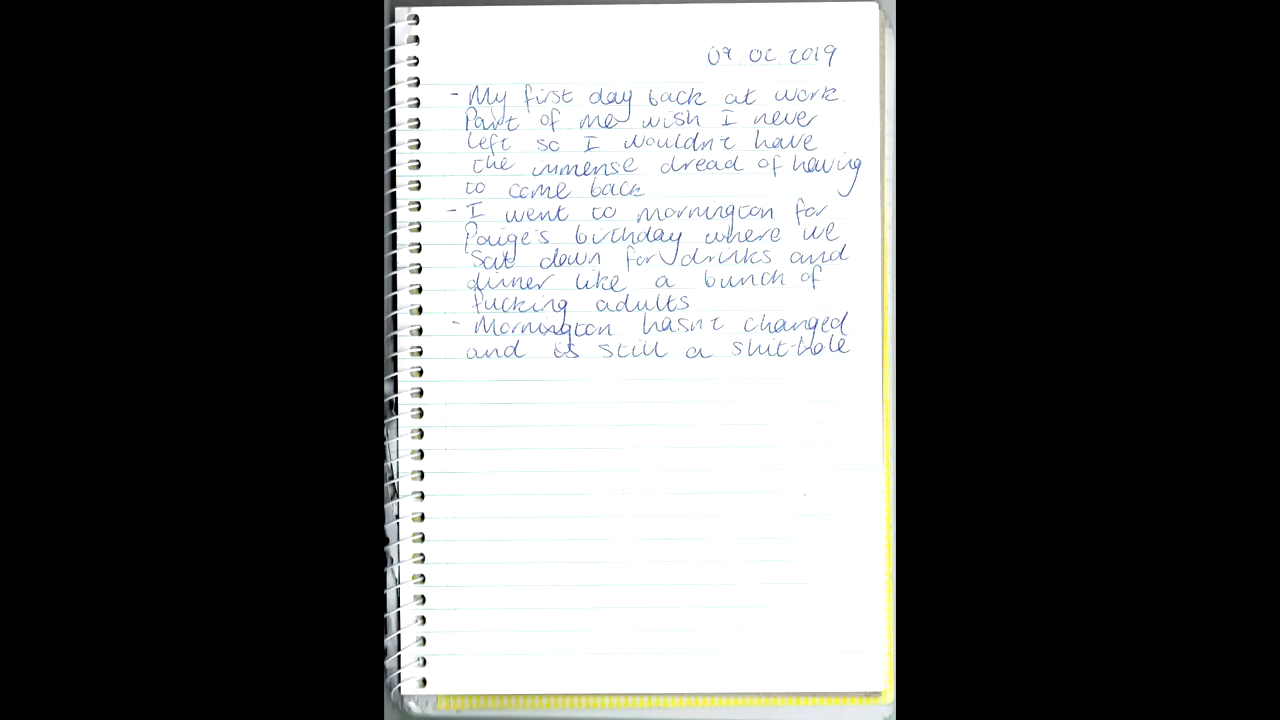 09 02 2019
- My first day back at work.
Part of me wish I never
left so I wouldn't have
the immense dread of having
to come back
- I went to mornington for
Paige's birthday where we
sat down for drinks and
dinner like a bunch of
fucking adults
- Mornington hasn't changed
and is still a shit-hole